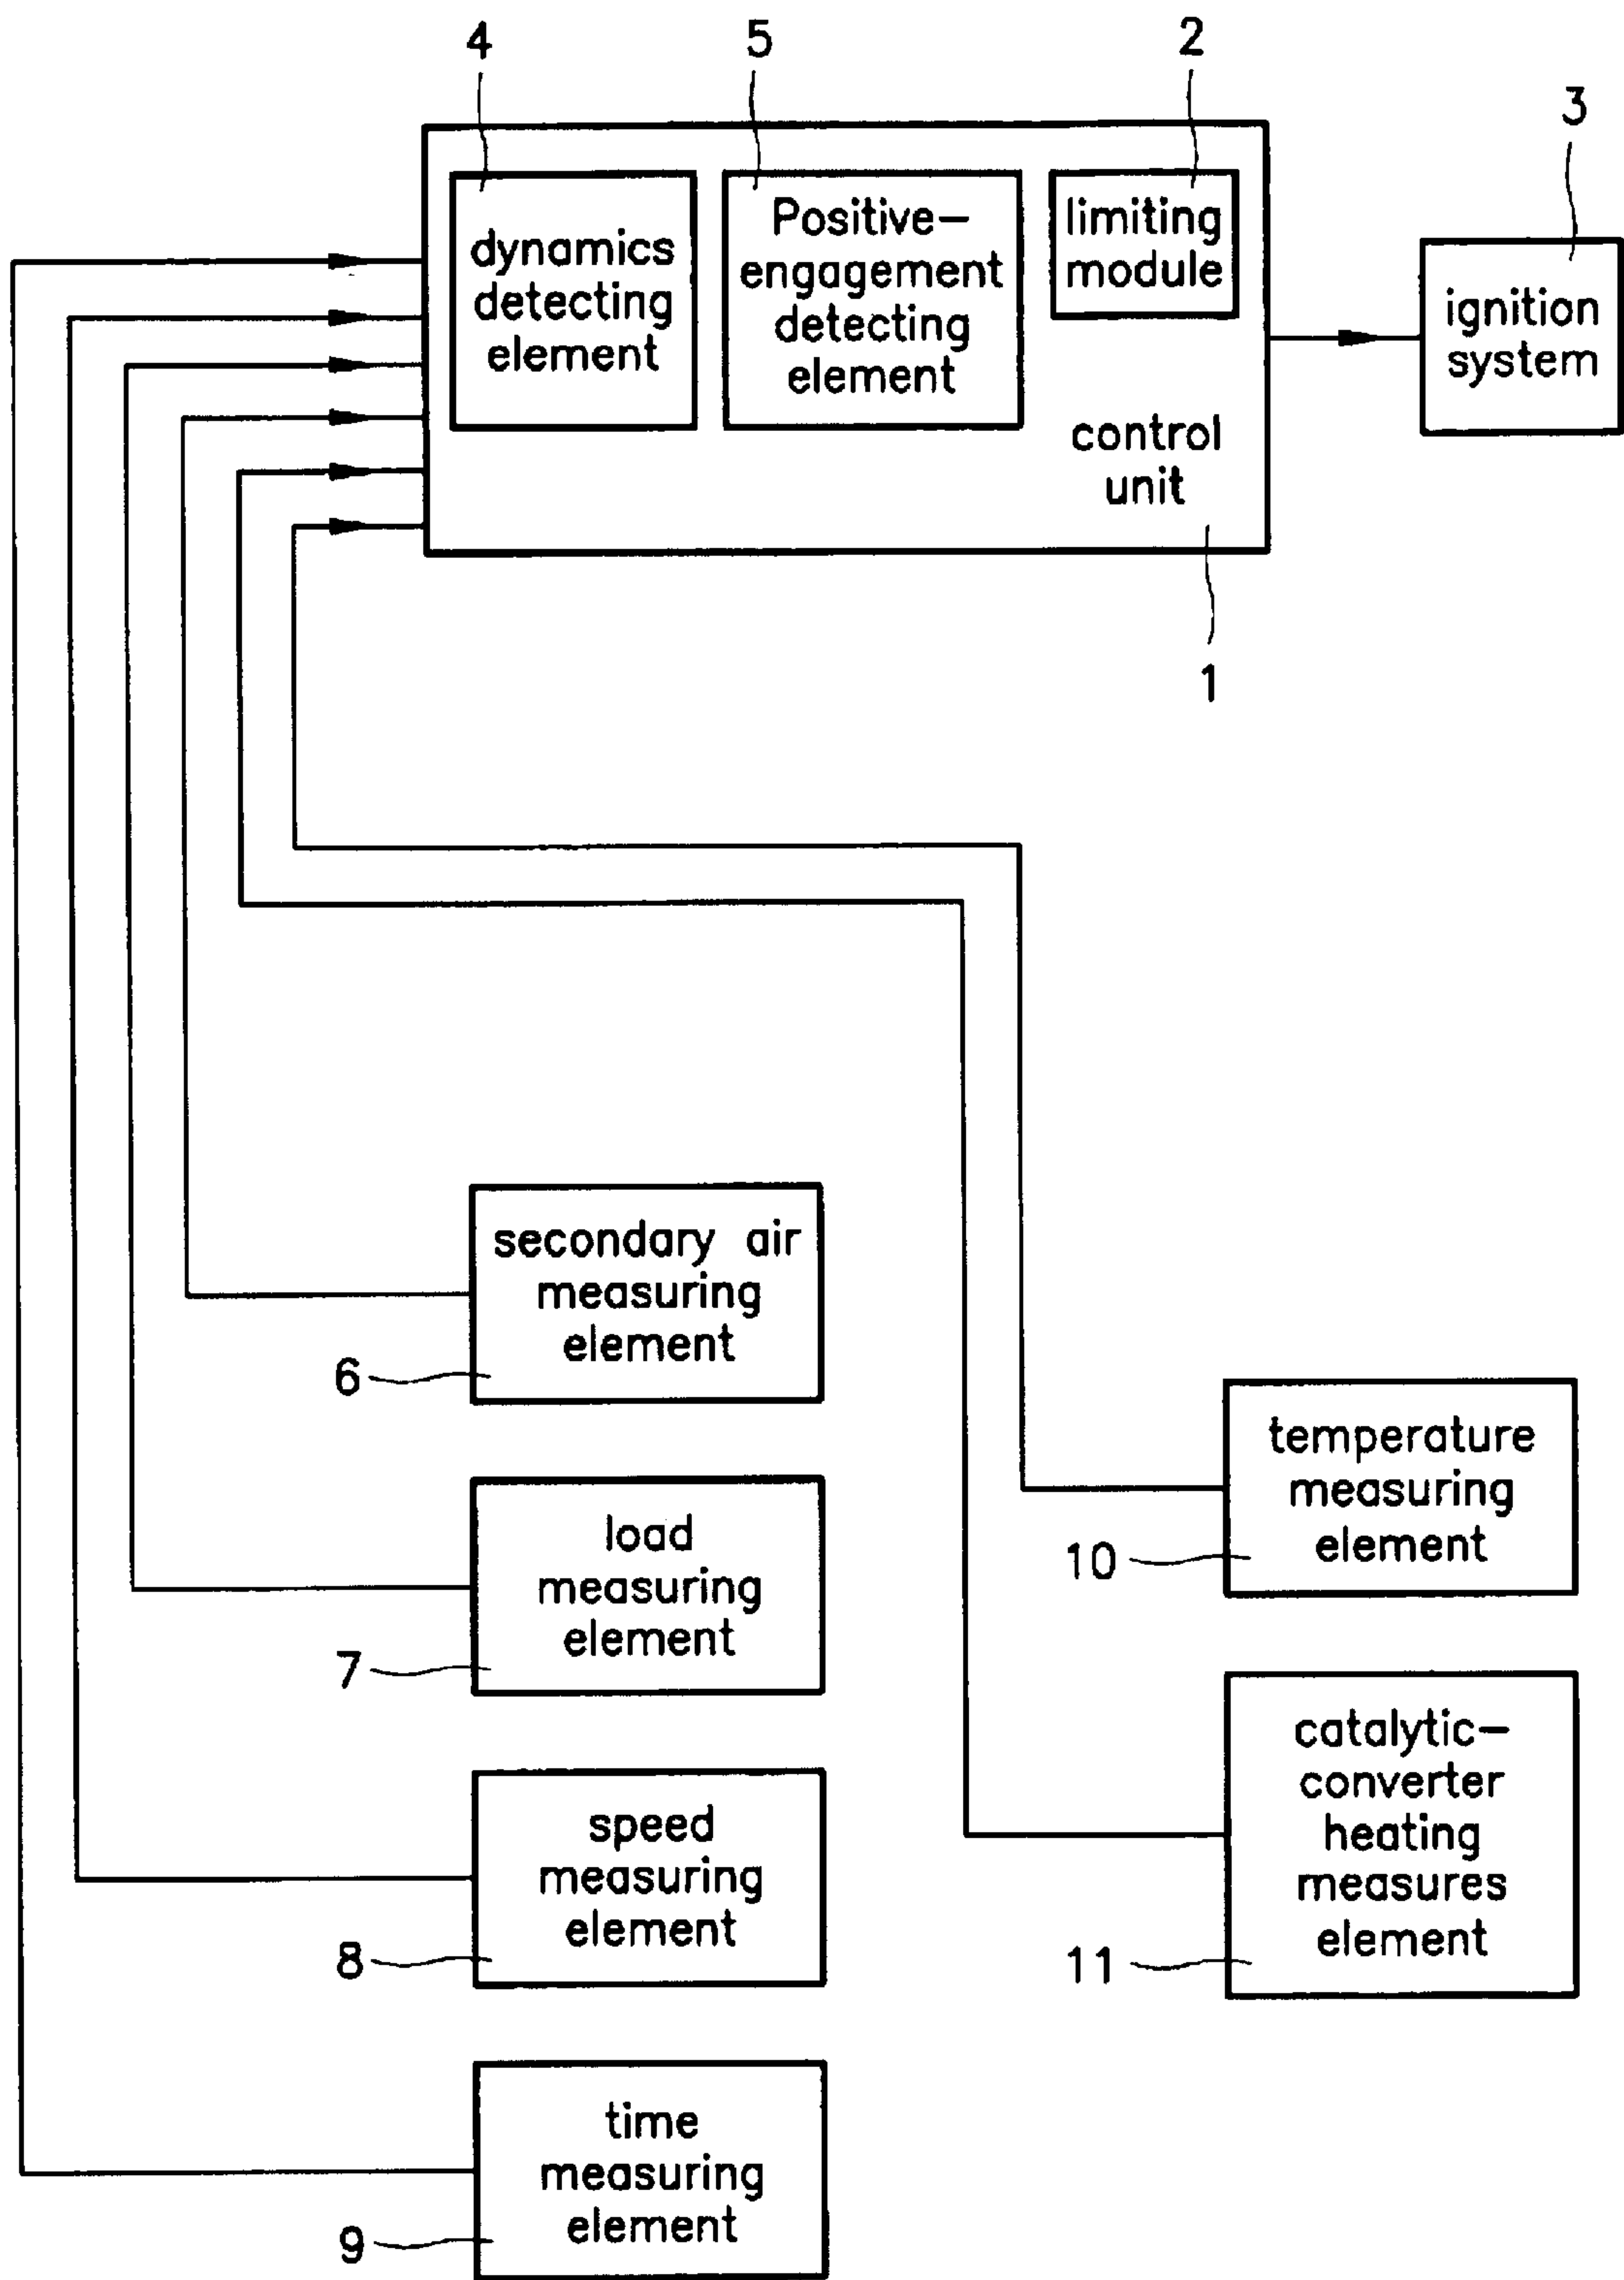 4
5
2
3
dynamics
detecting
element
Positive-
engagement
detecting
element
limiting
module
control
unit
ignition
system
1
secondary air
measuring
element
6
load
measuring
element
7
speed
measuring
element
8
time
measuring
element
9
temperature
measuring
element
10
catalytic-
converter
heating
measures
element
11